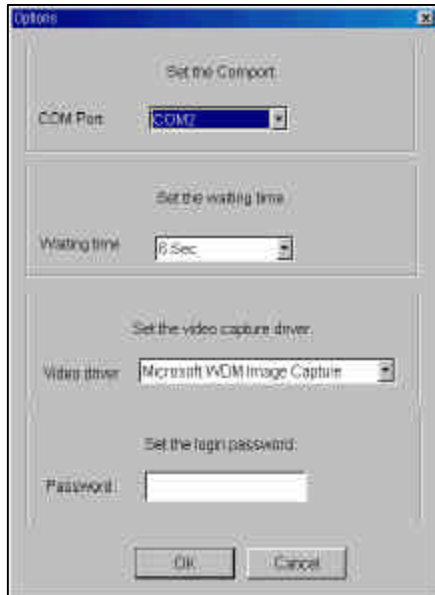 Options
Set the Comport.
COM Port
COM2
Set the waiting time
Waiting time
6 Sec
Set the video capture driver.
Video driver
Microsoft WDM Image Capture
Set the login password.
Password
OK
Cancel